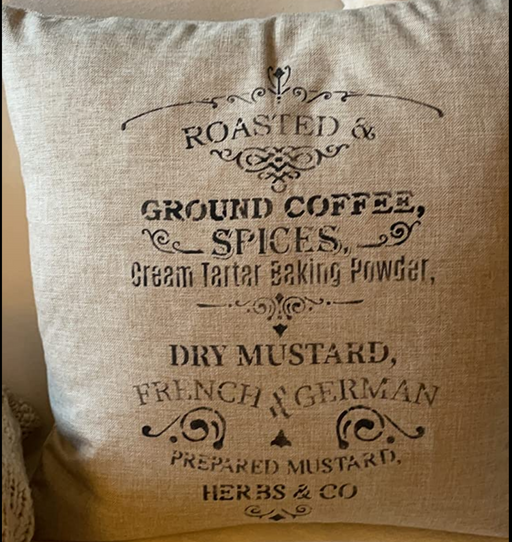 ROASTED &
GROUND COFFEE,
SPICES,
Cream Tartar Baking Powder,
DRY MUSTARD,
FRENCH & GERMAN
PREPARED MUSTARD,
HERBS & CO